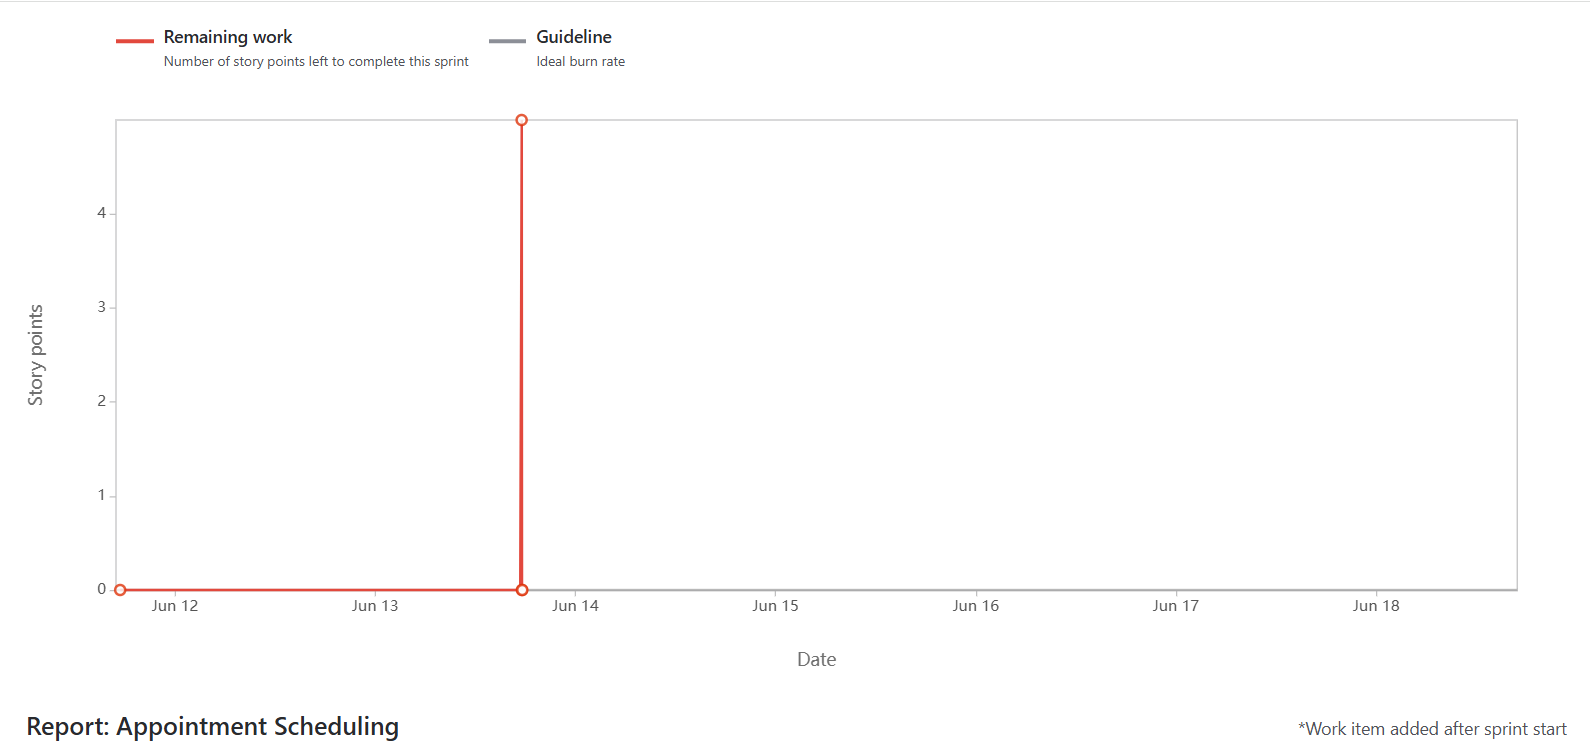 Remaining work
Number of story points left to complete this sprint
Guideline
Ideal burn rate
4
3
2
1
0
Story points
Jun 12 Jun 13 Jun 14 Jun 15 Jun 16 Jun 17 Jun 18
Date
Report: Appointment Scheduling
*Work item added after sprint start